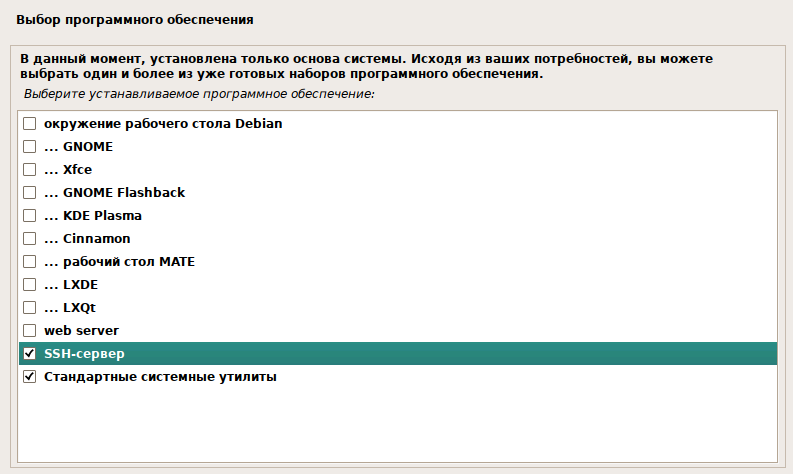 Выбор программного обеспечения
В данный момент, установлена только основа системы. Исходя из ваших потребностей, вы можете
выбрать один и более из уже готовых наборов программного обеспечения.
Выберите устанавливаемое программное обеспечение:
окружение рабочего стола Debian
... GNOME
... Xfce
... GNOME Flashback
... KDE Plasma
... Cinnamon
... рабочий стол MATE
... LXDE
... LXQt
web server
SSH-сервер
Стандартные системные утилиты